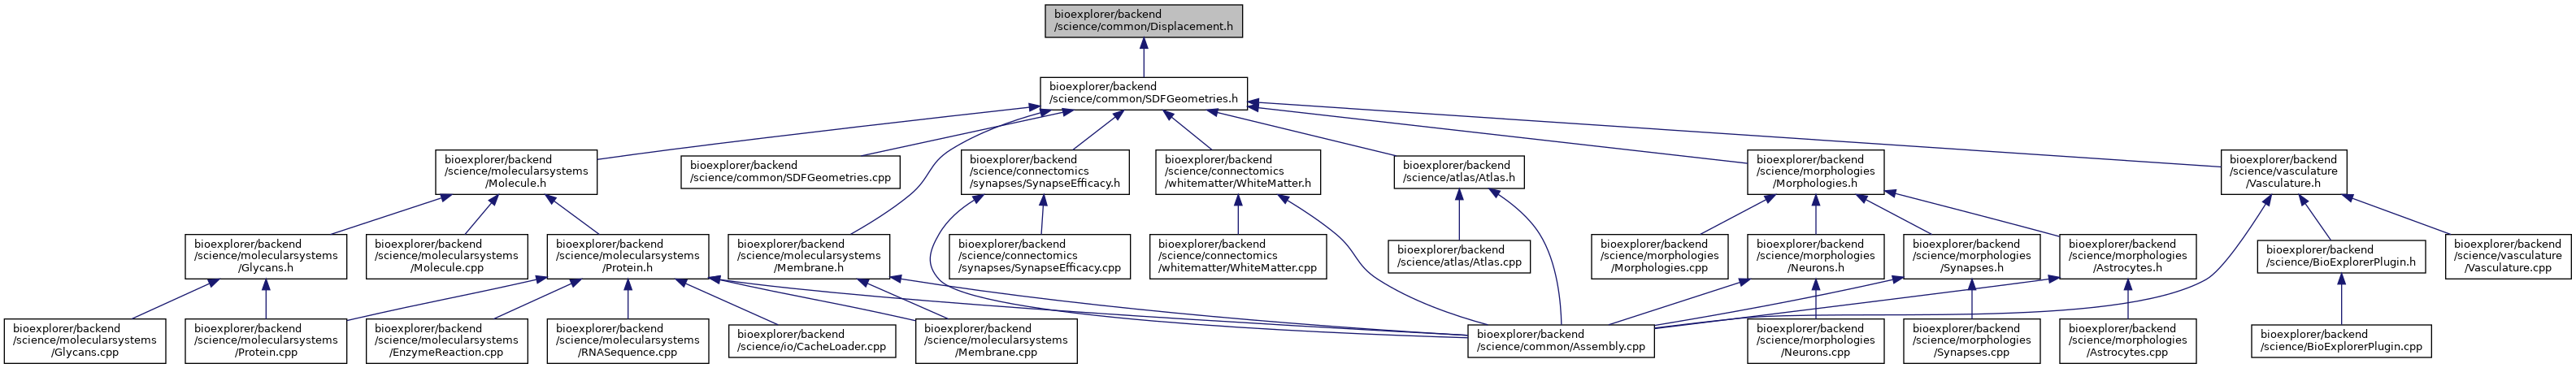 bioexplorer/backend
/science/common/Displacement.h
bioexplorer/backend
/science/common/SDFGeometries.h
bioexplorer/backend
/science/molecularsystems
/Molecule.h
bioexplorer/backend
/science/common/SDFGeometries.cpp
bioexplorer/backend
/science/connectomics
/synapses/SynapseEfficacy.h
bioexplorer/backend
/science/connectomics
/whitematter/WhiteMatter.h
bioexplorer/backend
/science/atlas/Atlas.h
bioexplorer/backend
/science/morphologies
/Morphologies.h
bioexplorer/backend
/science/vasculature
/Vasculature.h
bioexplorer/backend
/science/molecularsystems
/Glycans.h
bioexplorer/backend
/science/molecularsystems
/Molecule.cpp
bioexplorer/backend
/science/molecularsystems
/Protein.h
bioexplorer/backend
/science/molecularsystems
/Membrane.h
bioexplorer/backend
/science/connectomics
/synapses/SynapseEfficacy.cpp
bioexplorer/backend
/science/connectomics
/whitematter/WhiteMatter.cpp
bioexplorer/backend
/science/atlas/Atlas.cpp
bioexplorer/backend
/science/morphologies
/Morphologies.cpp
bioexplorer/backend
/science/morphologies
/Neurons.h
bioexplorer/backend
/science/morphologies
/Synapses.h
bioexplorer/backend
/science/morphologies
/Astrocytes.h
bioexplorer/backend
/science/BioExplorerPlugin.h
bioexplorer/backend
/science/vasculature
/Vasculature.cpp
bioexplorer/backend
/science/molecularsystems
/Glycans.cpp
bioexplorer/backend
/science/molecularsystems
/Protein.cpp
bioexplorer/backend
/science/molecularsystems
/EnzymeReaction.cpp
bioexplorer/backend
/science/molecularsystems
/RNASequence.cpp
bioexplorer/backend
/science/io/CacheLoader.cpp
bioexplorer/backend
/science/molecularsystems
/Membrane.cpp
bioexplorer/backend
/science/common/Assembly.cpp
bioexplorer/backend
/science/morphologies
/Neurons.cpp
bioexplorer/backend
/science/morphologies
/Synapses.cpp
bioexplorer/backend
/science/morphologies
/Astrocytes.cpp
bioexplorer/backend
/science/BioExplorerPlugin.cpp